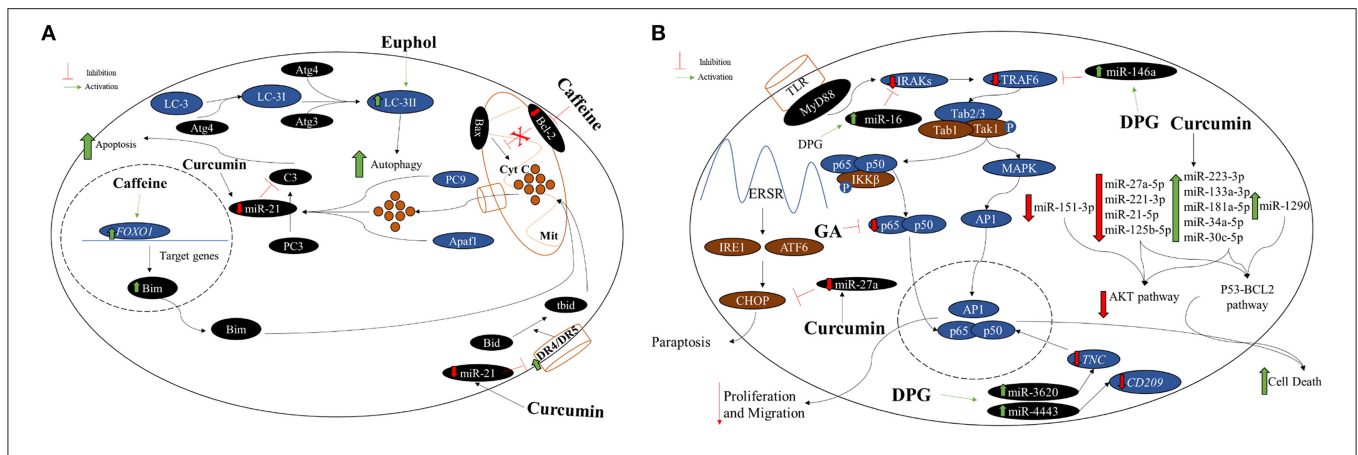 A
Inhibition
Activation
Euphol
Atg4
LC-3
LC-3I
LC-3II
Atg4
Atg3
Apoptosis
Autophagy
Caffeine
Bcl-2
Bax
X
Cyt C
Mit
Curcumin
C3
miR-21
PC3
PC9
Apaf1
Caffeine
FOXO1
Target genes
Bim
Bim
tbid
Bid
DR4/DR5
miR-21
Curcumin
B
Inhibition
Activation
TLR
MyD88
IRAKs
TRAF6
miR-146a
miR-16
DPG
Tab2/3
Tab1
Tak1
P
DPG
Curcumin
p65
p50
IKKβ
P
MAPK
ERSR
miR-151-3p
miR-27a-5p
miR-221-3p
miR-21-5p
miR-125b-5p
miR-223-3p
miR-133a-3p
miR-181a-5p
miR-34a-5p
miR-30c-5p
miR-1290
GA
p65
p50
AP1
IRE1
ATF6
CHOP
miR-27a
Curcumin
AKT pathway
P53-BCL2
pathway
Paraptosis
AP1
p65
p50
TNC
CD209
Cell Death
Proliferation
and Migration
DPG
miR-3620
miR-4443